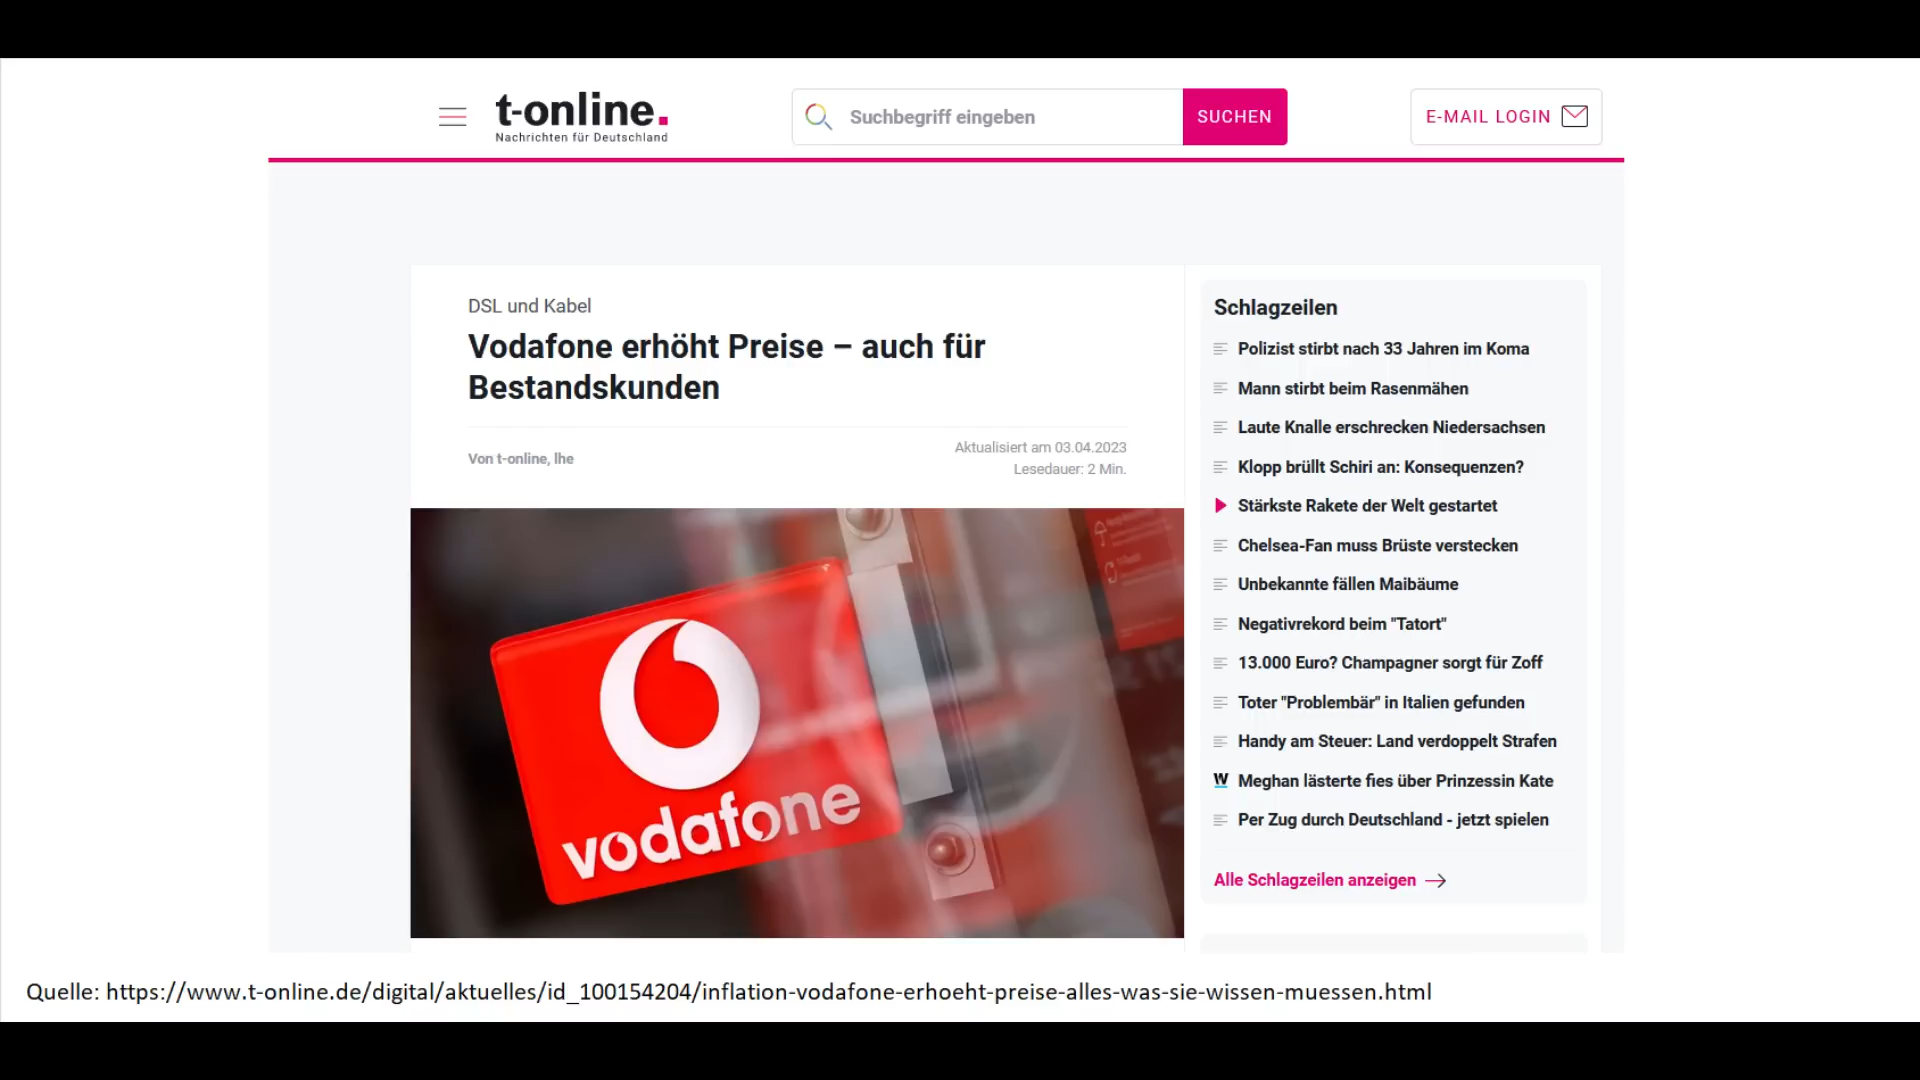 t-online.
Nachrichten für Deutschland
Suchbegriff eingeben
SUCHEN
E-MAIL LOGIN
DSL und Kabel
Vodafone erhöht Preise – auch für
Bestandskunden
Von t-online, lhe
Aktualisiert am 03.04.2023
Lesedauer: 2 Min.
vodafone
Schlagzeilen
Polizist stirbt nach 33 Jahren im Koma
Mann stirbt beim Rasenmähen
Laute Knalle erschrecken Niedersachsen
Klopp brüllt Schiri an: Konsequenzen?
Stärkste Rakete der Welt gestartet
Chelsea-Fan muss Brüste verstecken
Unbekannte fällen Maibäume
Negativrekord beim "Tatort"
13.000 Euro? Champagner sorgt für Zoff
Toter "Problembär" in Italien gefunden
Handy am Steuer: Land verdoppelt Strafen
W Meghan lästerte fies über Prinzessin Kate
Per Zug durch Deutschland - jetzt spielen
Alle Schlagzeilen anzeigen
Quelle: https://www.t-online.de/digital/aktuelles/id_100154204/inflation-vodafone-erhoeht-preise-alles-was-sie-wissen-muessen.html